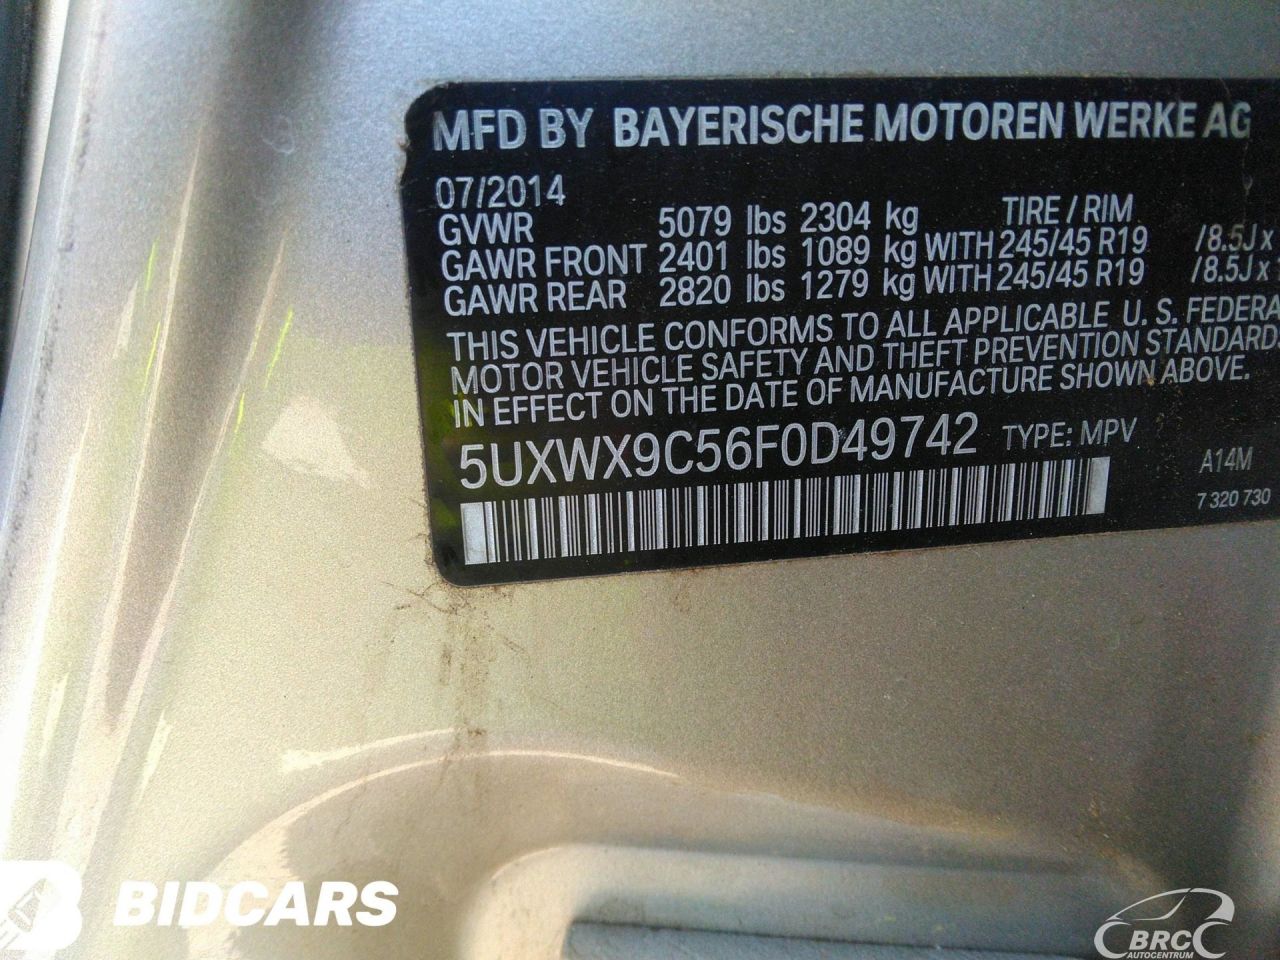 MFD BY BAYERISCHE MOTOREN WERKE AG
07/2014 TIRE / RIM
GVWR 5079 lbs 2304 kg
GAWR FRONT 2401 lbs 1089 kg WITH 245/45 R19 /8.5J x
GAWR REAR 2820 lbs 1279 kg WITH 245/45 R19 /8.5J x
THIS VEHICLE CONFORMS TO ALL APPLICABLE U. S. FEDERA
MOTOR VEHICLE SAFETY AND THEFT PREVENTION STANDARDS
IN EFFECT ON THE DATE OF MANUFACTURE SHOWN ABOVE.
5UXWX9C56F0D49742 TYPE: MPV
A14M
7 320 730
BIDCARS
BRC
AUTOCENTRUM